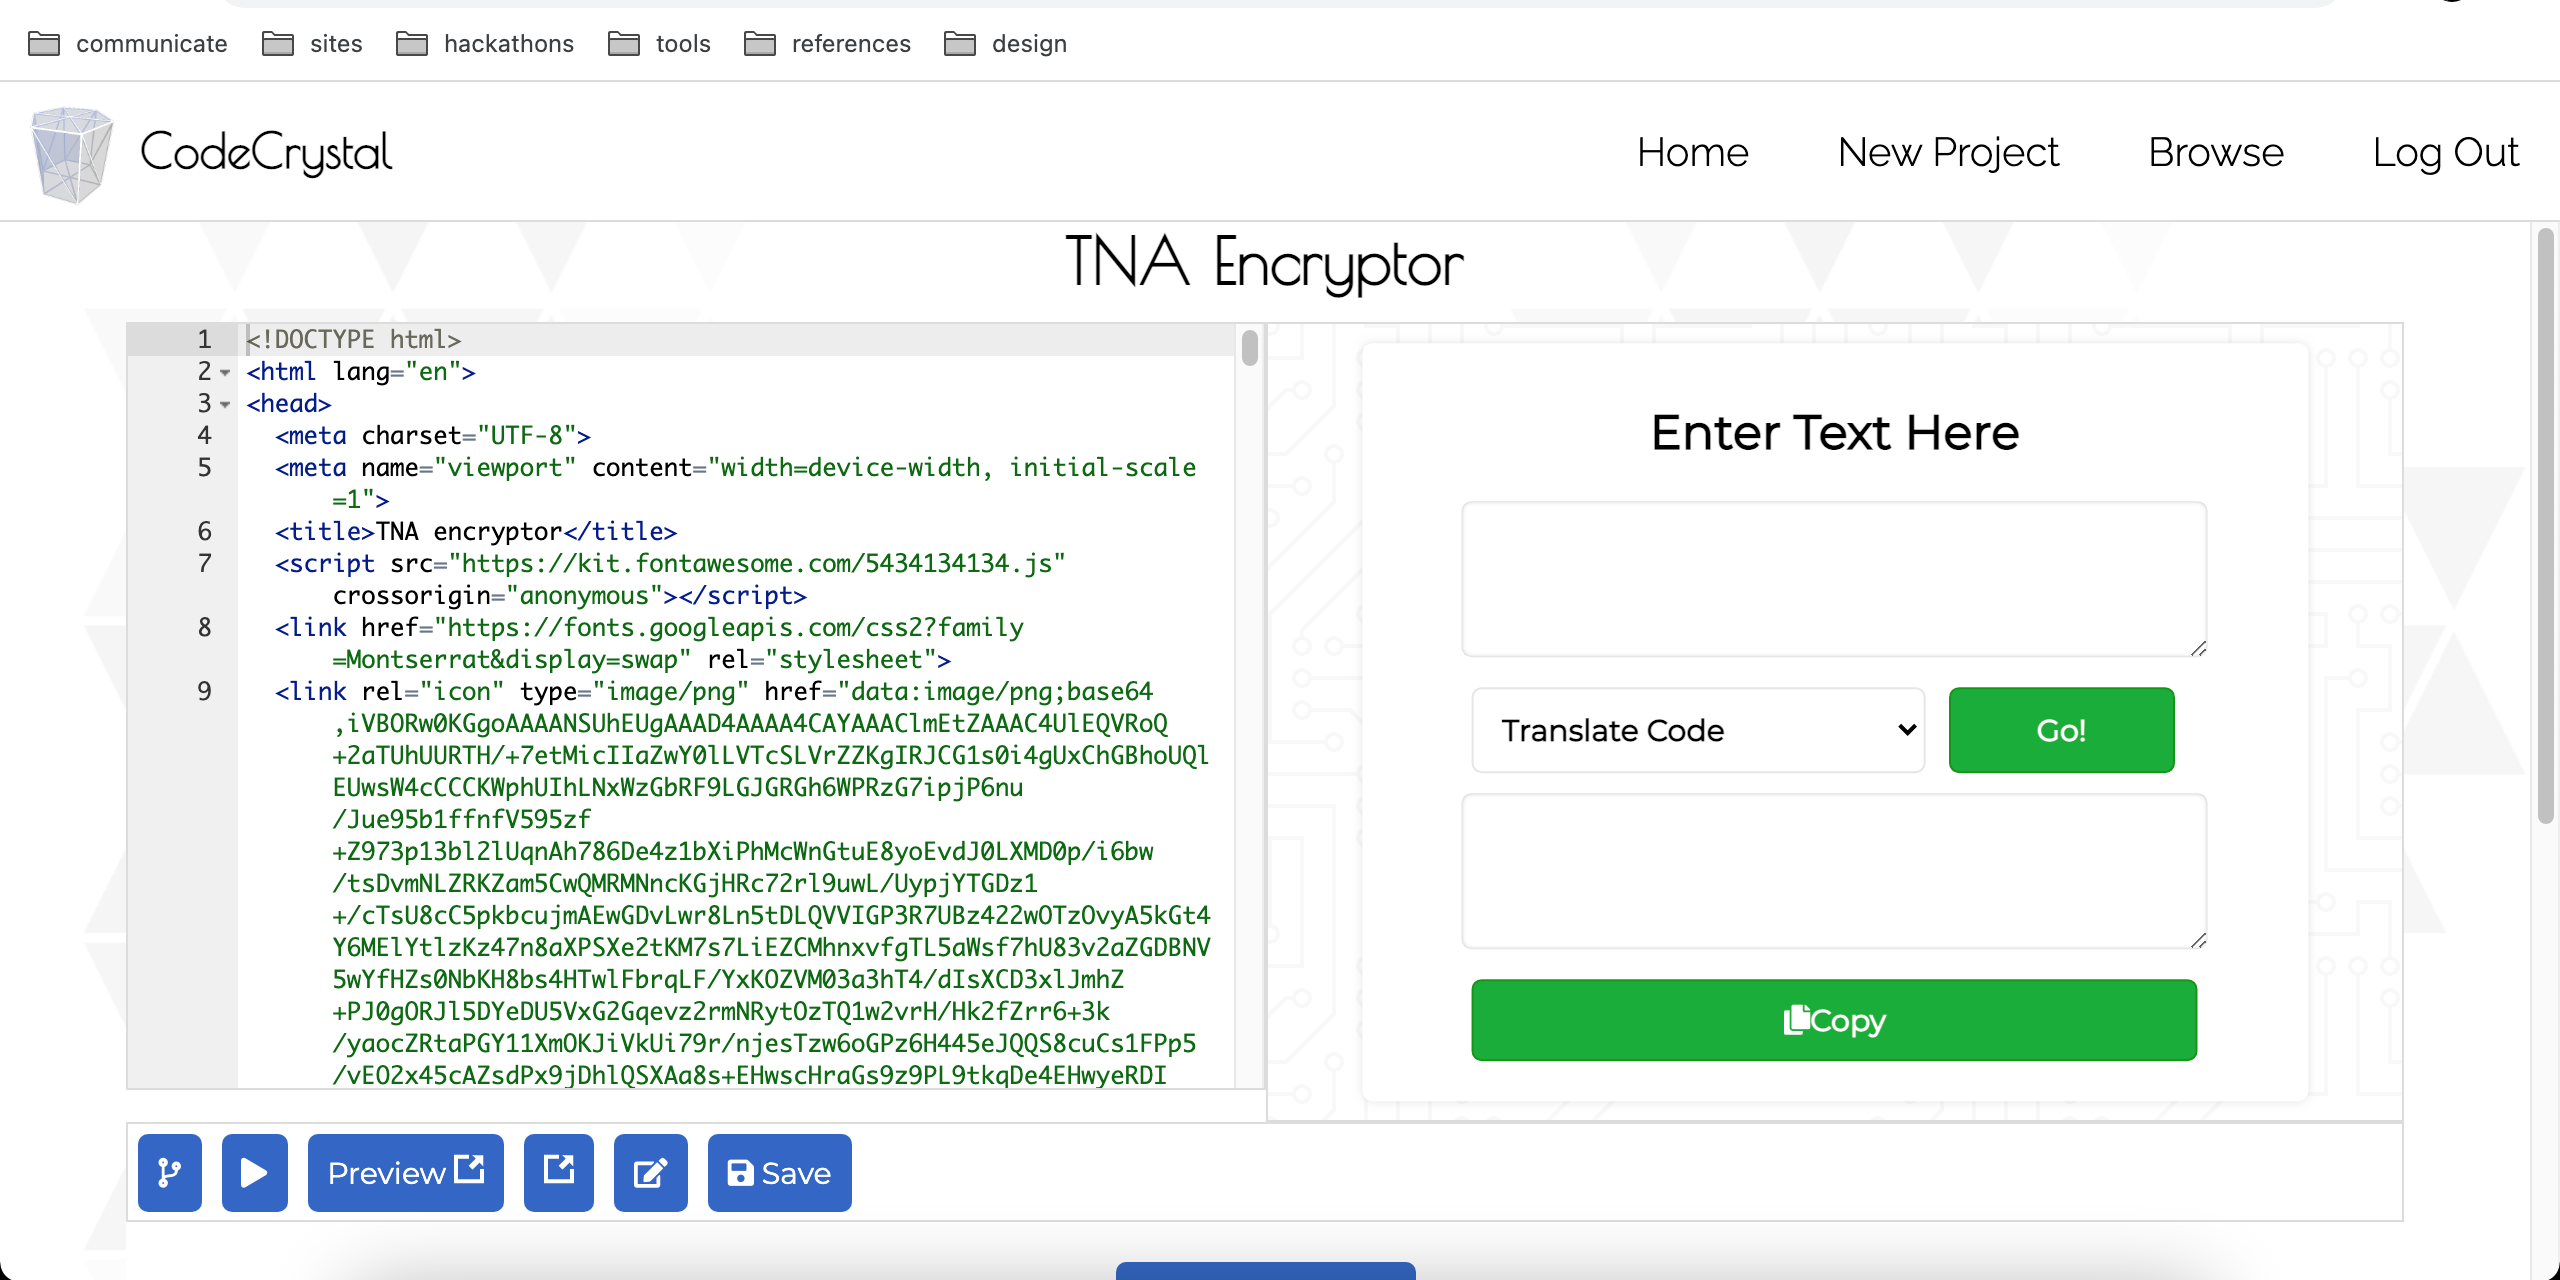 communicate sites hackathons tools references design
CodeCrystal Home New Project Browse Log Out
TNA Encryptor
1 <!DOCTYPE html>
2 <html lang="en">
3 <head>
4 <meta charset="UTF-8">
5 <meta name="viewport" content="width=device-width, initial-scale
=1">
6 <title>TNA encryptor</title>
7 <script src="https://kit.fontawesome.com/5434134134.js"
crossorigin="anonymous"></script>
8 <link href="https://fonts.googleapis.com/css2?family
=Montserrat&display=swap" rel="stylesheet">
9 <link rel="icon" type="image/png" href="data:image/png;base64
,iVBORw0KGgoAAAANSUhEUgAAAD4AAAA4CAYAAAClmEtZAAAC4UlEQVRoQ
+2aTUhUURTH/+7etMicIIaZwY0lLVTcSLVrZZKgIRJCG1s0i4gUxChGBhoUQl
EUwsW4cCCCKWphUIhLNxWzGbRF9LGJGRGh6WPRzG7ipjP6nu
/Jue95b1ffnfV595zf
+Z973p13bl2lUqnAh786De4z1bXiPhMcWnGtuE8yoEvdJ0LXMD0p/i6bw
/tsDvmNLZRKZam5CwQMRMNncKGjHRc72rl9uwL/UypjYTGDz1
+/cTsU8cC5pkbcujmAEwGDvLwr8Ln5tDLQVVIGP3R7UBz422wOTzOvyA5kGt4
Y6MElYtlzKz47n8aXPSXe2tKM7s7LiEZCMhnxvfgTL5aWsf7hU83v2aZGDBNV
5wYfHZs0NbKH8bs4HTwlFbrqLF/YxKOZVM03a3hT4/dIsXCD3xlJmhZ
+PJ0gORJl5DYeDU5VxG2Gqevz2rmNRytOzTQ1w2vrH/Hk2fZrr6+3k
/yaocZRtaPGY11XmOKJiVkUi79r/njesTzw6oGPz6H445eJQQS8cuCs1FPp5
/vEO2x45cAZsdPx9jDhlQSXAa8s+EHwscHraGs9z9PL9tkqDe4EHwyeRDI
Enter Text Here
Translate Code Go!
Copy
Preview Save